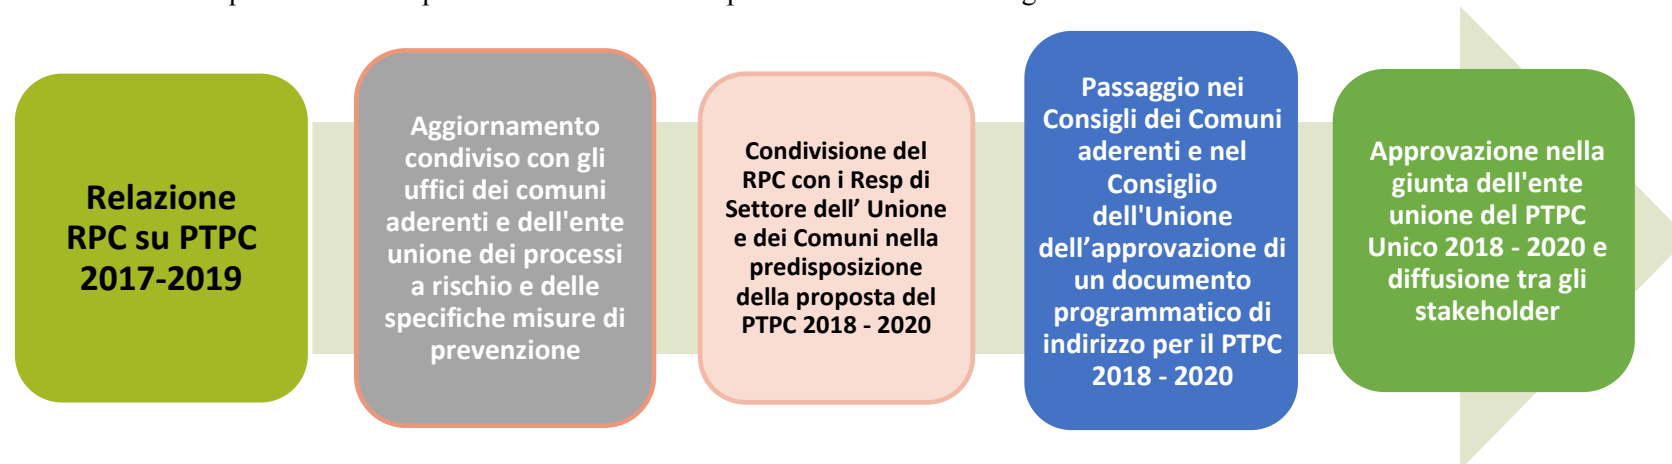 Relazione
RPC su PTPC
2017-2019
Aggiornamento
condiviso con gli
uffici dei comuni
aderenti e dell'ente
unione dei processi
a rischio e delle
specifiche misure di
prevenzione
Condivisione del
RPC con i Resp di
Settore dell’ Unione
e dei Comuni nella
predisposizione
della proposta del
PTPC 2018 - 2020
Passaggio nei
Consigli dei Comuni
aderenti e nel
Consiglio
dell'Unione
dell’approvazione di
un documento
programmatico di
indirizzo per il PTPC
2018 - 2020
Approvazione nella
giunta dell'ente
unione del PTPC
Unico 2018 - 2020 e
diffusione tra gli
stakeholder